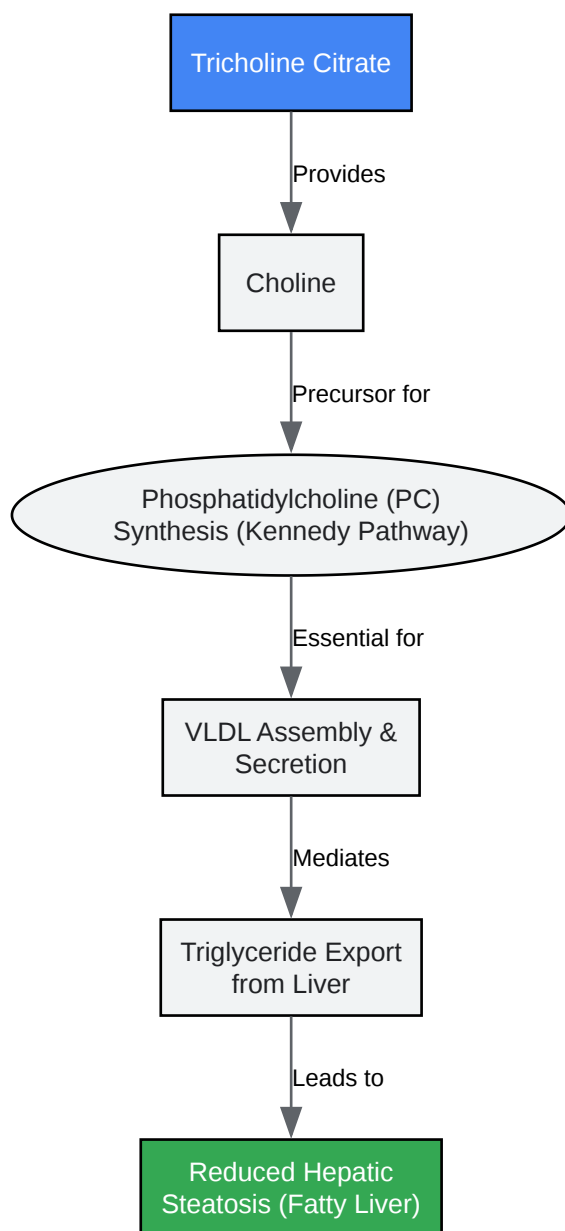 Tricholine Citrate
Provides
Choline
Precursor for
Phosphatidylcholine (PC)
Synthesis (Kennedy Pathway)
Essential for
VLDL Assembly &
Secretion
Mediates
Triglyceride Export
from Liver
Leads to
Reduced Hepatic
Steatosis (Fatty Liver)